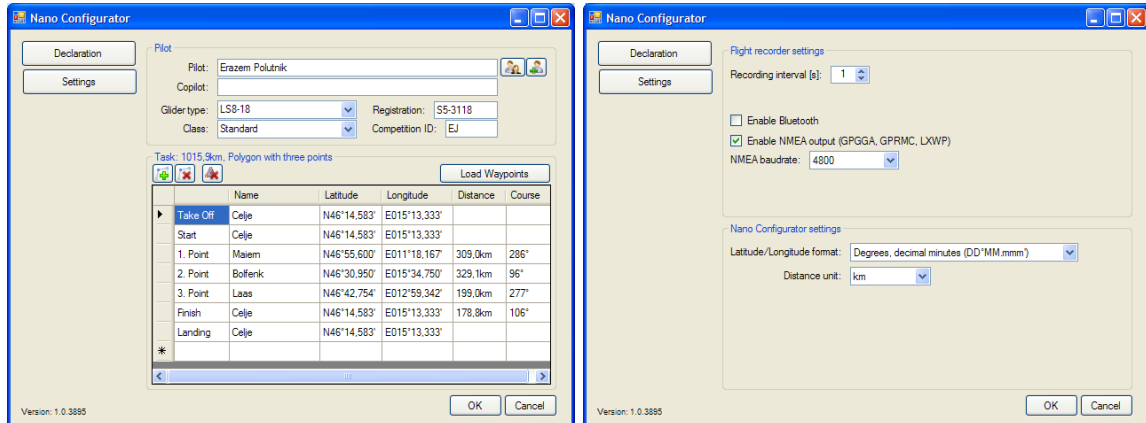 Nano Configurator
Declaration
Settings
Pilot
Pilot: Erazem Polutnik
Copilot:
Glider type: LS8-18 Registration: S5-3118
Class: Standard Competition ID: EJ
Task: 1015,9km, Polygon with three points
Load Waypoints
Name Latitude Longitude Distance Course
Take Off Celje N46°14,583' E015°13,333'
Start Celje N46°14,583' E015°13,333'
1. Point Maiern N46°55,600' E011°18,167' 309,0km 286°
2. Point Bolfenk N46°30,950' E015°34,750' 329,1km 96°
3. Point Laas N46°42,754' E012°59,342' 199,0km 277°
Finish Celje N46°14,583' E015°13,333' 178,8km 106°
Landing Celje N46°14,583' E015°13,333'
OK Cancel
Version: 1.0.3895
Nano Configurator
Declaration
Settings
Flight recorder settings
Recording interval [s]: 1
Enable Bluetooth
Enable NMEA output (GPGGA, GPRMC, LXWP)
NMEA baudrate: 4800
Nano Configurator settings
Latitude/Longitude format: Degrees, decimal minutes (DD°MM.mmm')
Distance unit: km
OK Cancel
Version: 1.0.3895